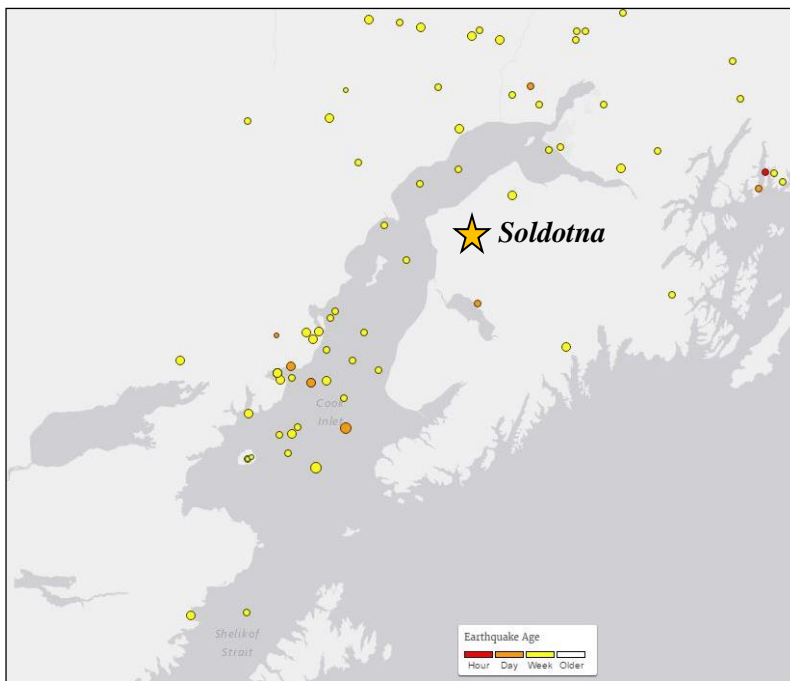 Soldotna
Cook
Inlet
Shelikof
Strait
Earthquake Age
Hour Day Week Older